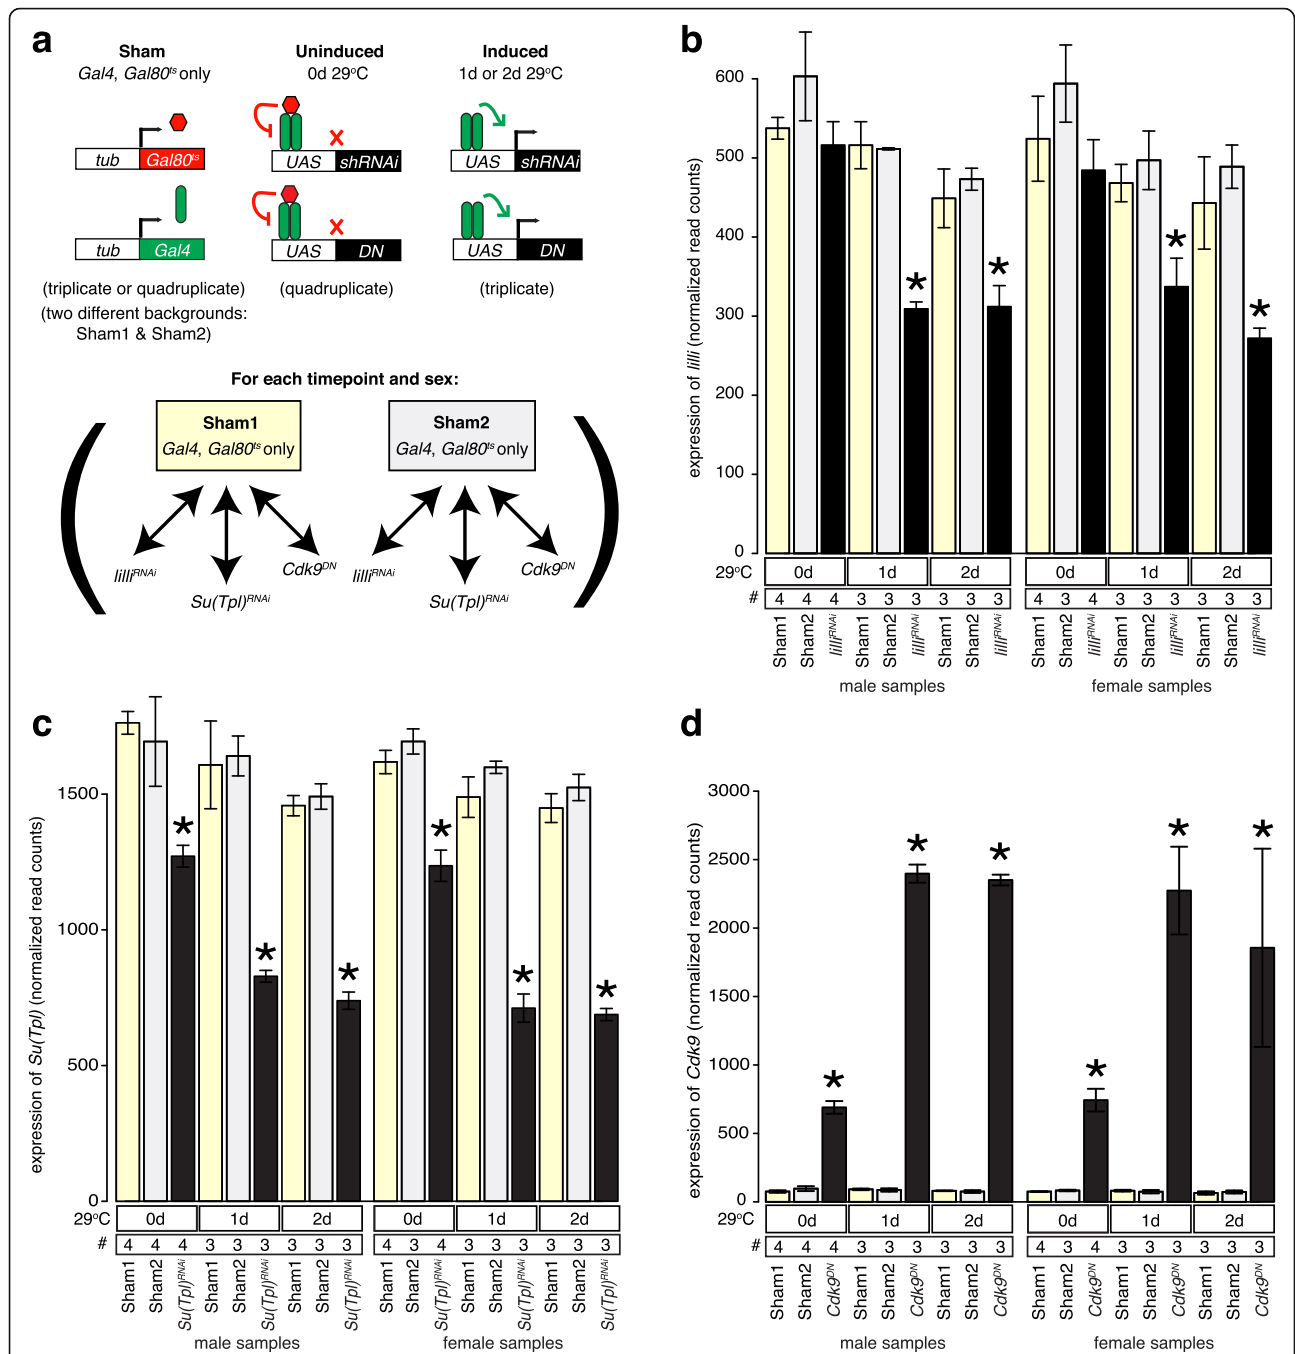 a
Sham
Gal4, Gal80ts only
Uninduced
0d 29oC
Induced
1d or 2d 29oC
tub Gal80ts
UAS shRNAi
UAS shRNAi
tub Gal4
UAS DN
UAS DN
(triplicate or quadruplicate)
(quadruplicate)
(triplicate)
(two different backgrounds:
Sham1 & Sham2)
For each timepoint and sex:
Sham1
Gal4, Gal80ts only
Sham2
Gal4, Gal80ts only
lilliRNAi
Su(Tpl)RNAi
Cdk9DN
lilliRNAi
Su(Tpl)RNAi
Cdk9DN
b
expression of lilli (normalized read counts)
600
500
400
300
200
100
0
* * * *
29oC 0d 1d 2d 0d 1d 2d
# 4 4 4 3 3 3 3 3 3 4 3 4 3 3 3 3 3 3
Sham1 Sham2 lilliRNAi Sham1 Sham2 lilliRNAi Sham1 Sham2 lilliRNAi Sham1 Sham2 lilliRNAi Sham1 Sham2 lilliRNAi Sham1 Sham2 lilliRNAi
male samples female samples
c
expression of Su(Tpl) (normalized read counts)
1500
1000
500
0
* * * * * *
29oC 0d 1d 2d 0d 1d 2d
# 4 4 4 3 3 3 3 3 3 4 3 4 3 3 3 3 3 3
Sham1 Sham2 Su(Tpl)RNAi Sham1 Sham2 Su(Tpl)RNAi Sham1 Sham2 Su(Tpl)RNAi Sham1 Sham2 Su(Tpl)RNAi Sham1 Sham2 Su(Tpl)RNAi Sham1 Sham2 Su(Tpl)RNAi
male samples female samples
d
expression of Cdk9 (normalized read counts)
3000
2500
2000
1500
1000
500
0
* * * * * *
29oC 0d 1d 2d 0d 1d 2d
# 4 4 4 3 3 3 3 3 3 4 3 4 3 3 3 3 3 3
Sham1 Sham2 Cdk9DN Sham1 Sham2 Cdk9DN Sham1 Sham2 Cdk9DN Sham1 Sham2 Cdk9DN Sham1 Sham2 Cdk9DN Sham1 Sham2 Cdk9DN
male samples female samples